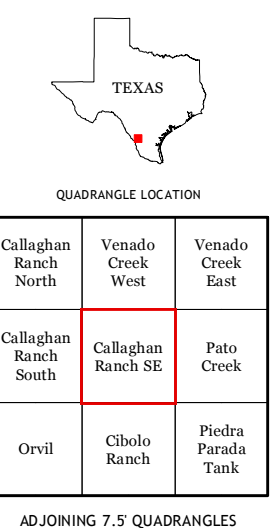 TEXAS
QUADRANGLE LOCATION
Callaghan
Ranch
North
Venado
Creek
West
Venado
Creek
East
Callaghan
Ranch
South
Callaghan
Ranch SE
Pato
Creek
Orvil
Cibolo
Ranch
Piedra
Parada
Tank
ADJOINING 7.5' QUADRANGLES